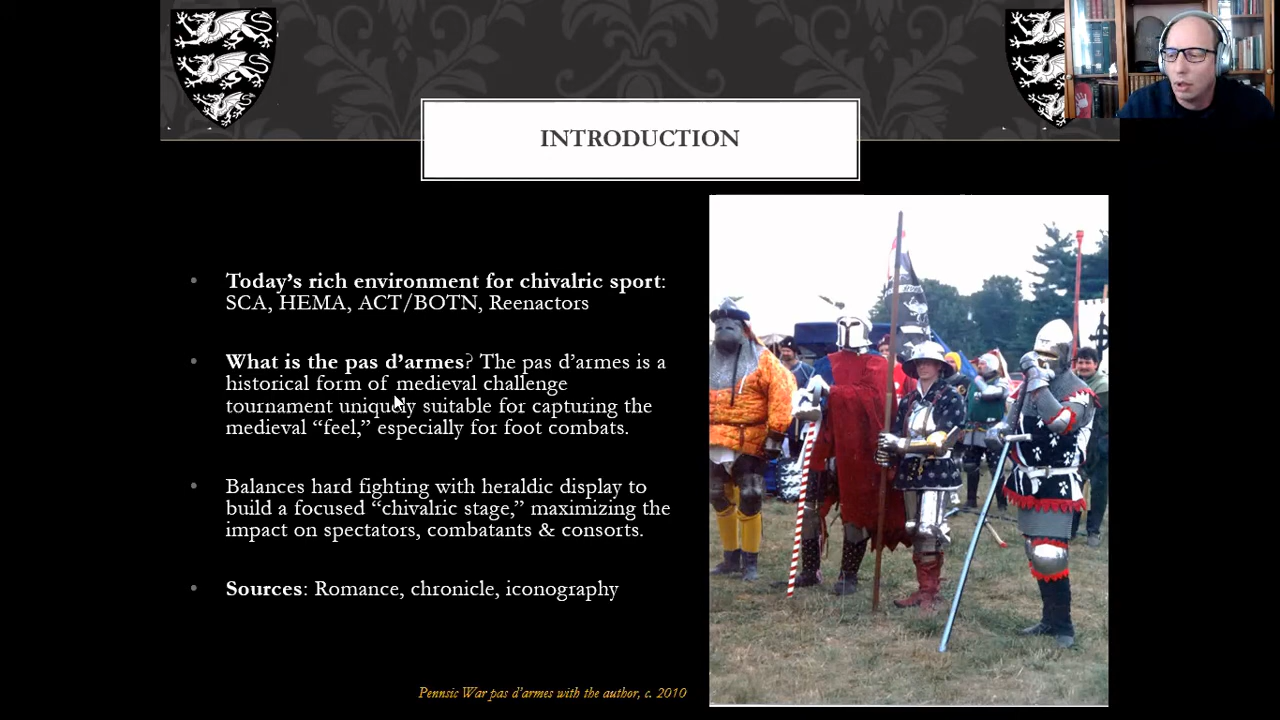 INTRODUCTION
Today’s rich environment for chivalric sport:
SCA, HEMA, ACT/BOTN, Reenactors
What is the pas d’armes? The pas d’armes is a
historical form of medieval challenge
tournament uniquely suitable for capturing the
medieval “feel,” especially for foot combats.
Balances hard fighting with heraldic display to
build a focused “chivalric stage,” maximizing the
impact on spectators, combatants & consorts.
Sources: Romance, chronicle, iconography
Pennsic War pas d’armes with the author, c. 2010